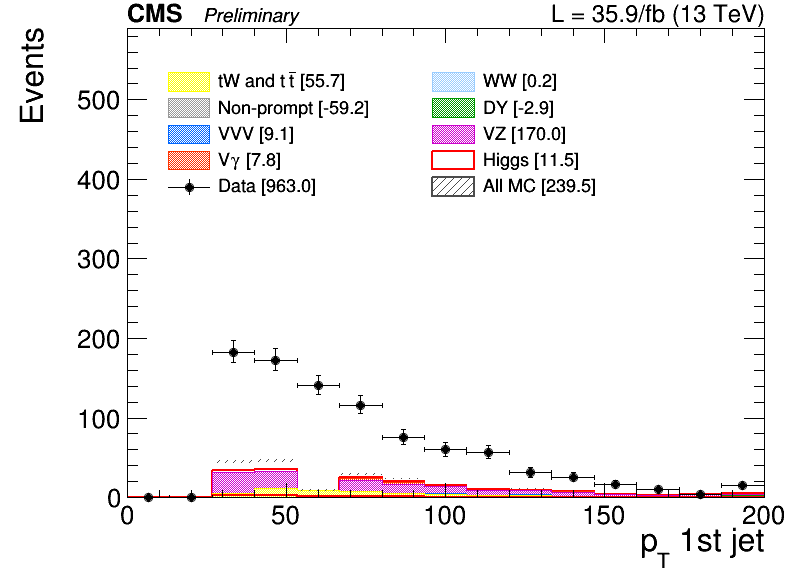 CMS Preliminary L = 35.9/fb (13 TeV)
Events
tW and t t̅ [55.7]
Non-prompt [-59.2]
VVV [9.1]
Vγ [7.8]
Data [963.0]
WW [0.2]
DY [-2.9]
VZ [170.0]
Higgs [11.5]
All MC [239.5]
500
400
300
200
100
0
0 50 100 150 200
p_T 1st jet